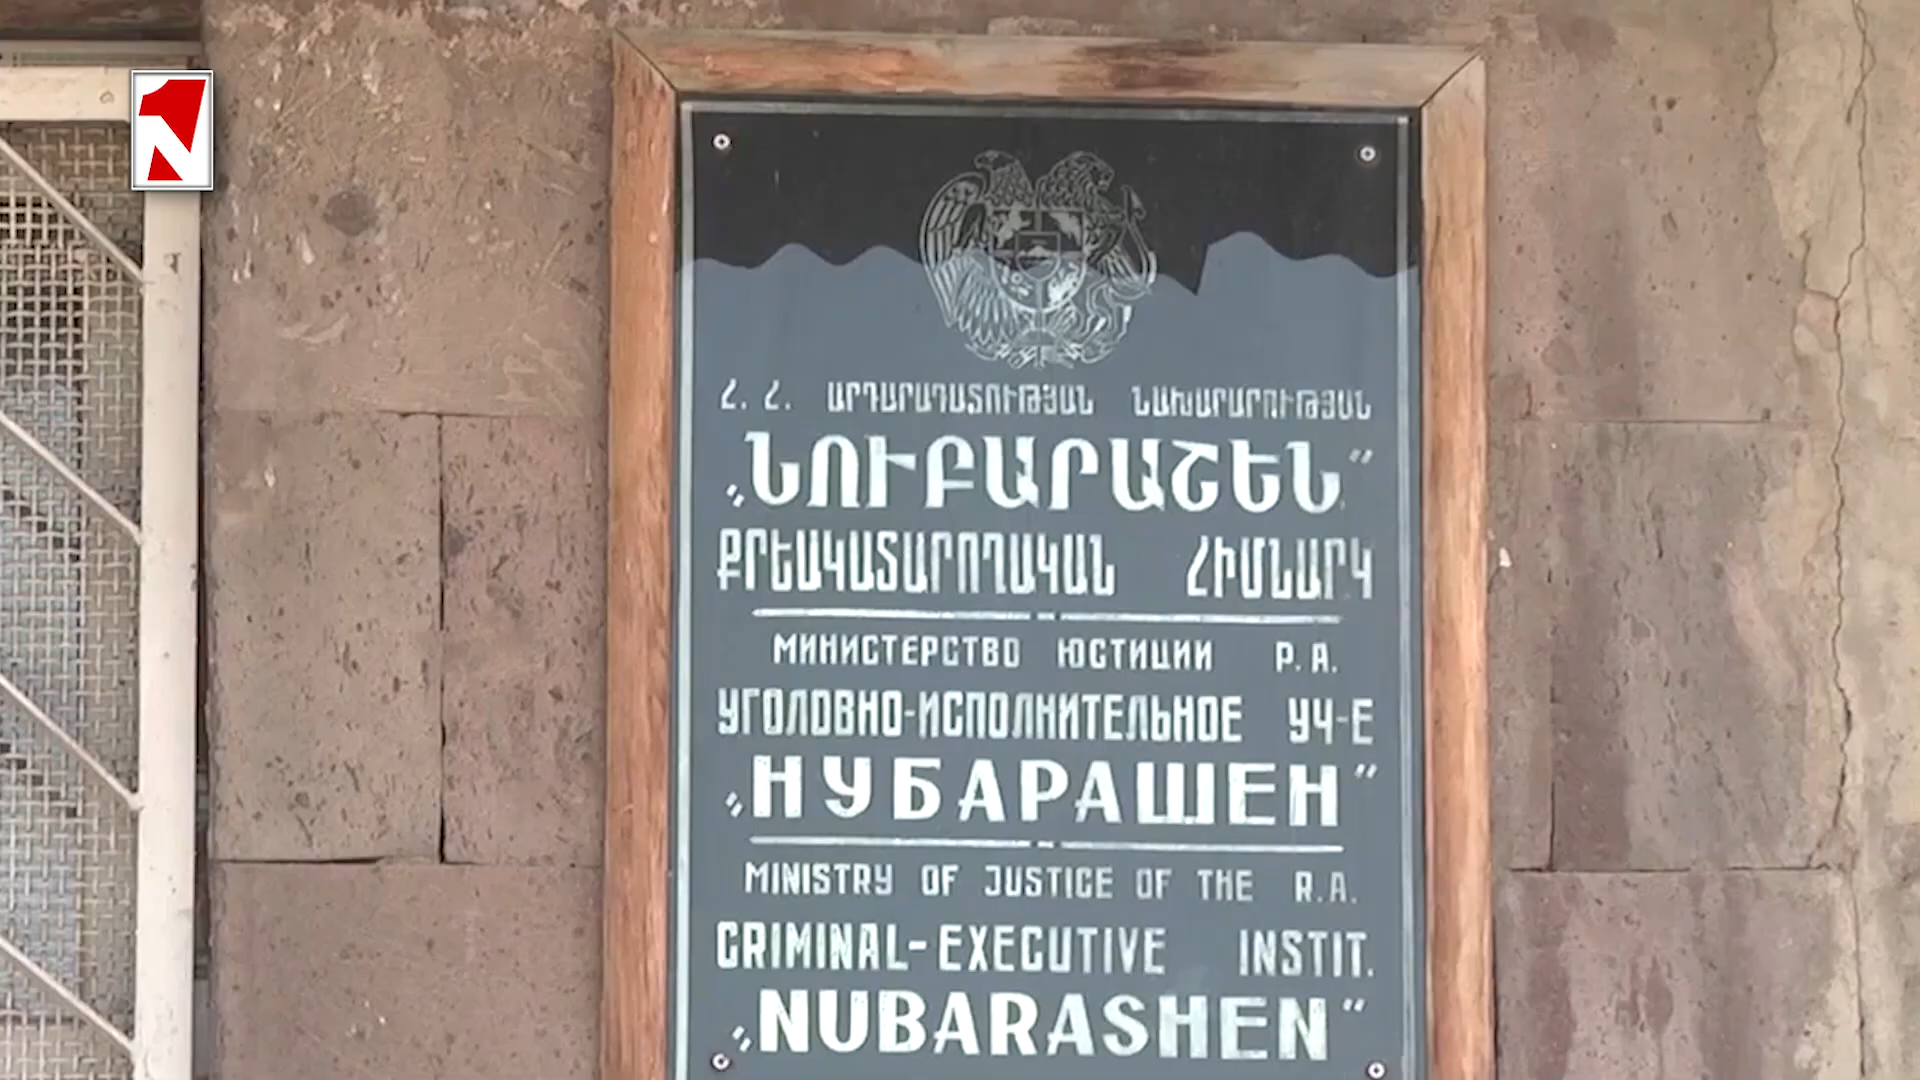 1N
Հ. Հ. ԱՐԴԱՐԱԴԱՏՈՒԹՅԱՆ ՆԱԽԱՐԱՐՈՒԹՅԱՆ
„ՆՈՒԲԱՐԱՇԵՆ"
ՔՐԵԱԿԱՏԱՐՈՂԱԿԱՆ ՀԻՄՆԱՐԿ
МИНИСТЕРСТВО ЮСТИЦИИ Р.А.
УГОЛОВНО-ИСПОЛНИТЕЛЬНОЕ УЧ-Е
„НУБАРАШЕН"
MINISTRY OF JUSTICE OF THE R.A.
CRIMINAL-EXECUTIVE INSTIT.
„NUBARASHEN"